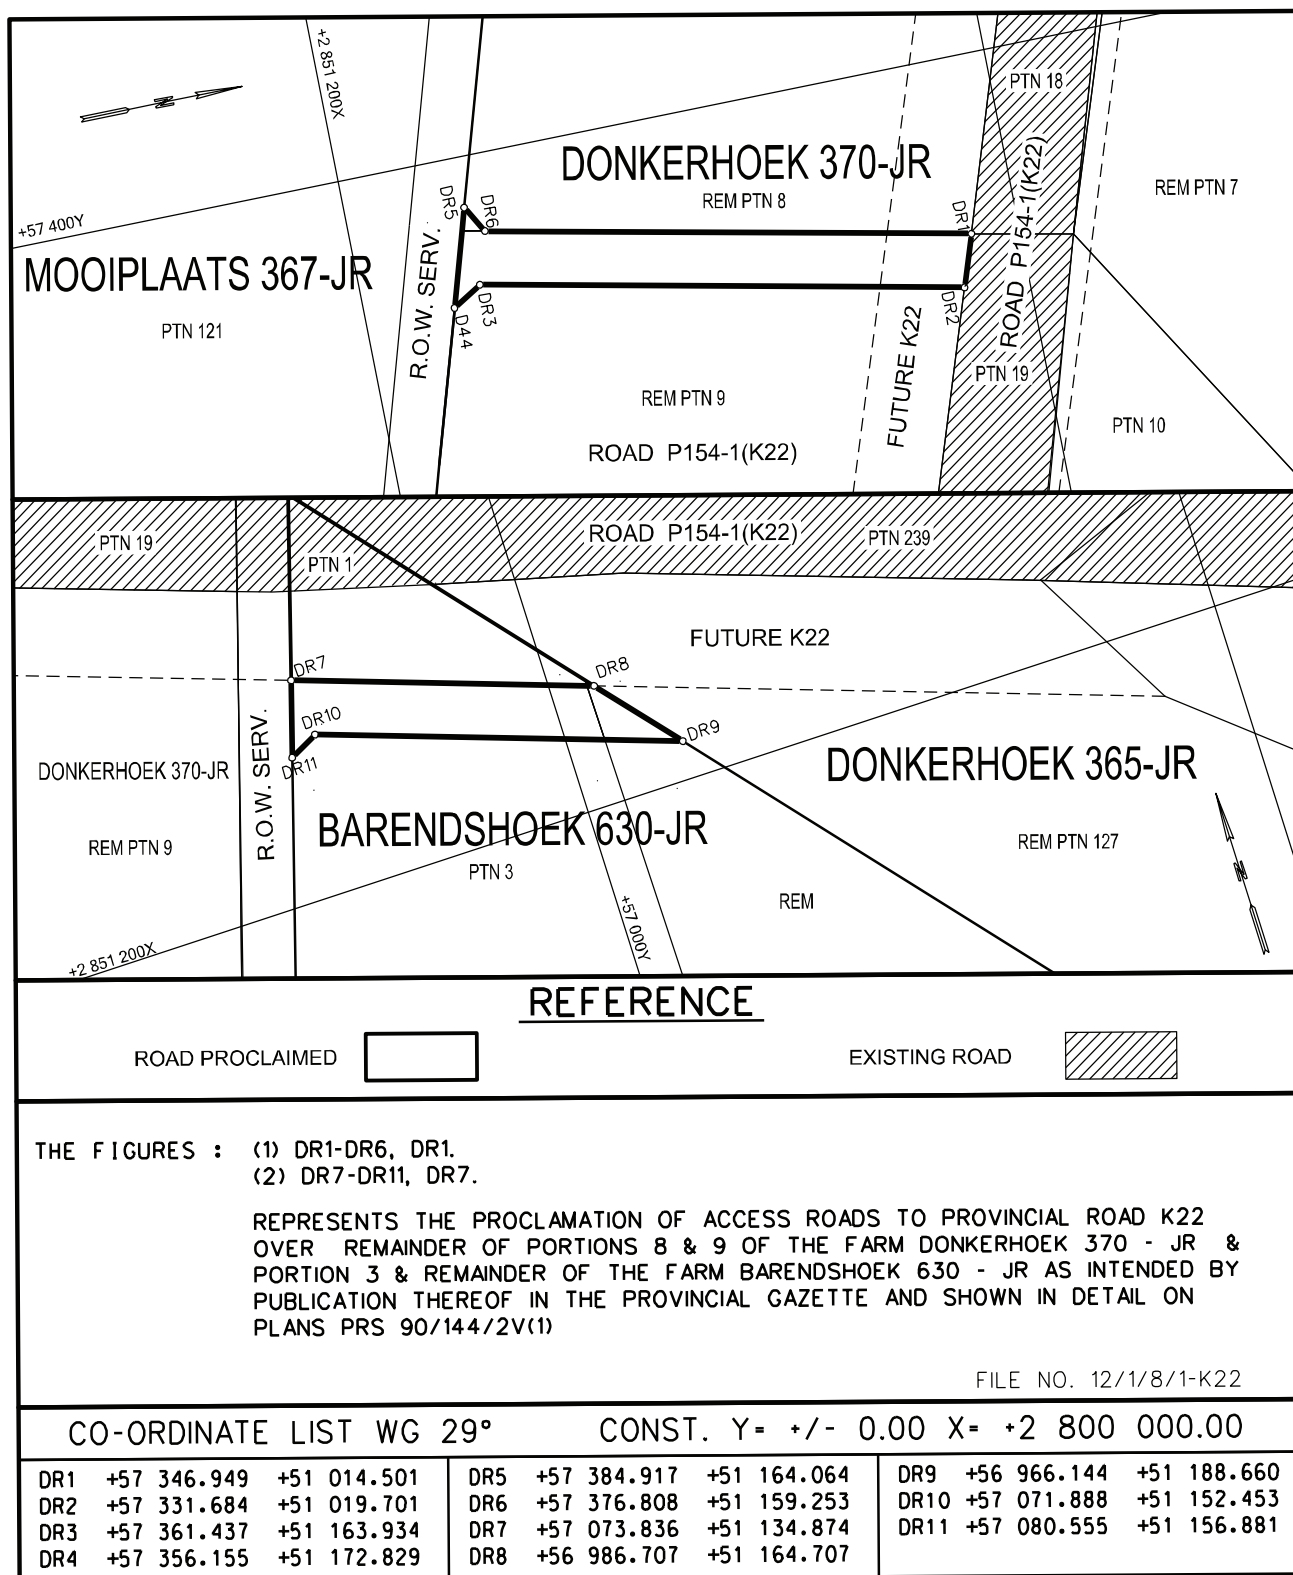 +2 851 200X
PTN 18
N
DONKERHOEK 370-JR
REM PTN 8
REM PTN 7
ROAD P154-1(K22)
+57 400Y
DR5
DR6
DR1
MOOIPLAATS 367-JR
PTN 121
R.O.W. SERV.
D44
DR3
DR2
FUTURE K22
PTN 19
REM PTN 9
PTN 10
ROAD P154-1(K22)
PTN 19
PTN 1
ROAD P154-1(K22)
PTN 239
FUTURE K22
DR7
DR8
DR10
DR9
DR11
DONKERHOEK 370-JR
R.O.W. SERV.
DONKERHOEK 365-JR
BARENDSHOEK 630-JR
REM PTN 9
PTN 3
REM PTN 127
N
REM
+57 000Y
+2 851 200X
REFERENCE
ROAD PROCLAIMED
EXISTING ROAD
THE FIGURES : (1) DR1-DR6, DR1.
(2) DR7-DR11, DR7.
REPRESENTS THE PROCLAMATION OF ACCESS ROADS TO PROVINCIAL ROAD K22
OVER REMAINDER OF PORTIONS 8 & 9 OF THE FARM DONKERHOEK 370 - JR &
PORTION 3 & REMAINDER OF THE FARM BARENDSHOEK 630 - JR AS INTENDED BY
PUBLICATION THEREOF IN THE PROVINCIAL GAZETTE AND SHOWN IN DETAIL ON
PLANS PRS 90/144/2V(1)
FILE NO. 12/1/8/1-K22
CO-ORDINATE LIST WG 29° CONST. Y= +/- 0.00 X= +2 800 000.00
DR1 +57 346.949 +51 014.501
DR2 +57 331.684 +51 019.701
DR3 +57 361.437 +51 163.934
DR4 +57 356.155 +51 172.829
DR5 +57 384.917 +51 164.064
DR6 +57 376.808 +51 159.253
DR7 +57 073.836 +51 134.874
DR8 +56 986.707 +51 164.707
DR9 +56 966.144 +51 188.660
DR10 +57 071.888 +51 152.453
DR11 +57 080.555 +51 156.881